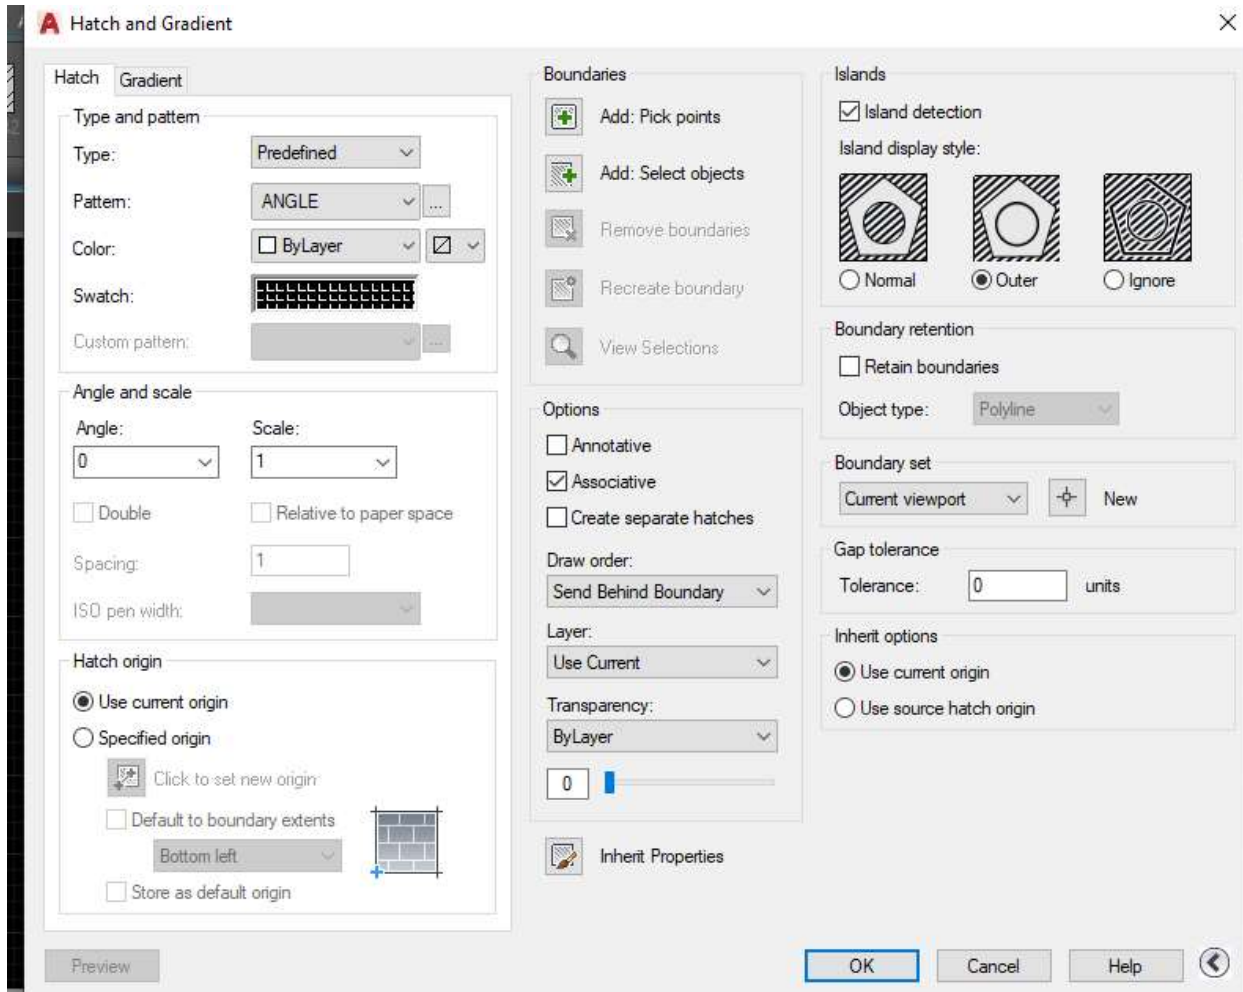 Hatch and Gradient
Hatch
Gradient
Type and pattern
Type:
Predefined
Pattern:
ANGLE
...
Color:
ByLayer
Swatch:
Custom pattern:
...
Angle and scale
Angle:
Scale:
0
1
Double
Relative to paper space
Spacing:
1
ISO pen width:
Hatch origin
Use current origin
Specified origin
Click to set new origin
Default to boundary extents
Bottom left
Store as default origin
Preview
Boundaries
Add: Pick points
Add: Select objects
Remove boundaries
Recreate boundary
View Selections
Options
Annotative
Associative
Create separate hatches
Draw order:
Send Behind Boundary
Layer:
Use Current
Transparency:
ByLayer
0
Inherit Properties
Islands
Island detection
Island display style:
Normal
Outer
Ignore
Boundary retention
Retain boundaries
Object type:
Polyline
Boundary set
Current viewport
New
Gap tolerance
Tolerance:
0
units
Inherit options
Use current origin
Use source hatch origin
OK
Cancel
Help